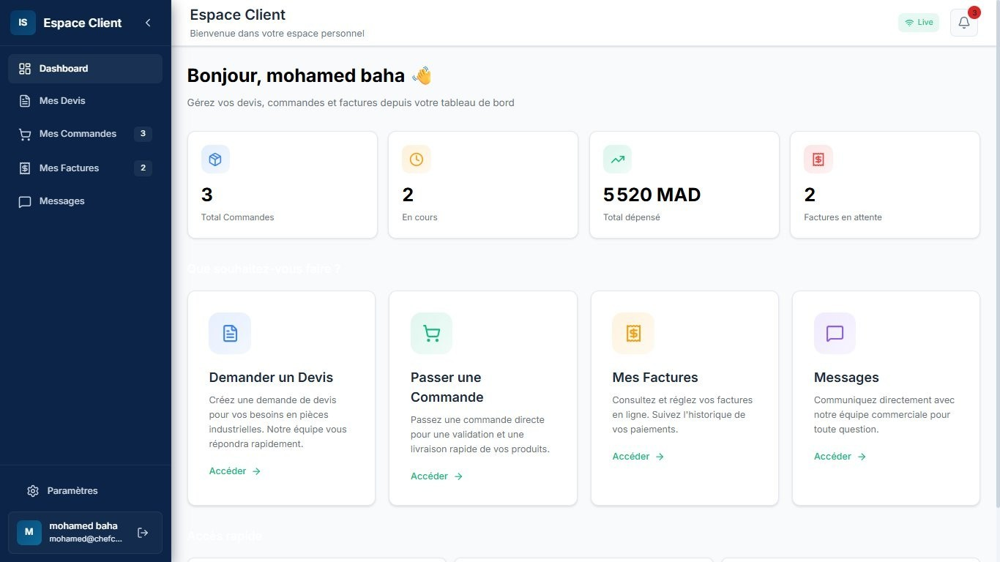 IS Espace Client
Dashboard
Mes Devis
Mes Commandes 3
Mes Factures 2
Messages
Paramètres
M mohamed baha
mohamed@chefc...
Espace Client
Bienvenue dans votre espace personnel
Live
3
Bonjour, mohamed baha 👋
Gérez vos devis, commandes et factures depuis votre tableau de bord
3
Total Commandes
2
En cours
5 520 MAD
Total dépensé
2
Factures en attente
Que souhaitez-vous faire ?
Demander un Devis
Créez une demande de devis
pour vos besoins en pièces
industrielles. Notre équipe vous
répondra rapidement.
Accéder →
Passer une
Commande
Passez une commande directe
pour une validation et une
livraison rapide de vos produits.
Accéder →
Mes Factures
Consultez et réglez vos factures
en ligne. Suivez l'historique de
vos paiements.
Accéder →
Messages
Communiquez directement avec
notre équipe commerciale pour
toute question.
Accéder →
Accès rapide